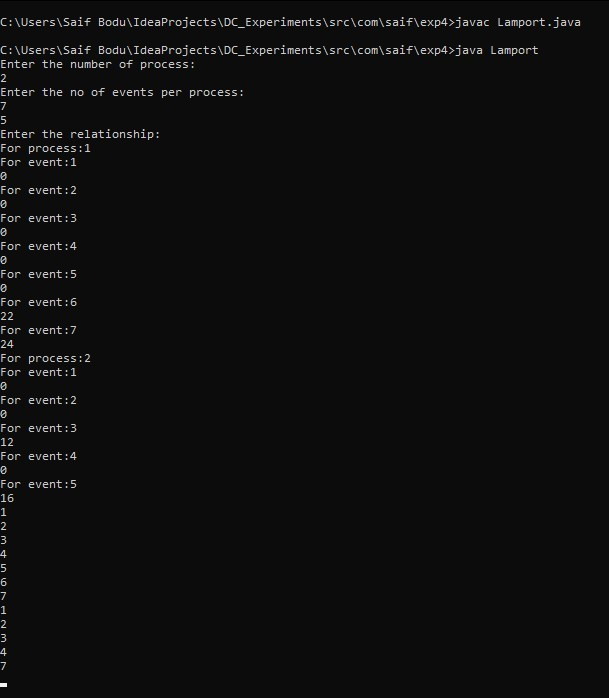 C:\Users\Saif Bodu\IdeaProjects\DC_Experiments\src\com\saif\exp4>javac Lamport.java
C:\Users\Saif Bodu\IdeaProjects\DC_Experiments\src\com\saif\exp4>java Lamport
Enter the number of process:
2
Enter the no of events per process:
7
5
Enter the relationship:
For process:1
For event:1
0
For event:2
0
For event:3
0
For event:4
0
For event:5
0
For event:6
22
For event:7
24
For process:2
For event:1
0
For event:2
0
For event:3
12
For event:4
0
For event:5
16
1
2
3
4
5
6
7
1
2
3
4
7